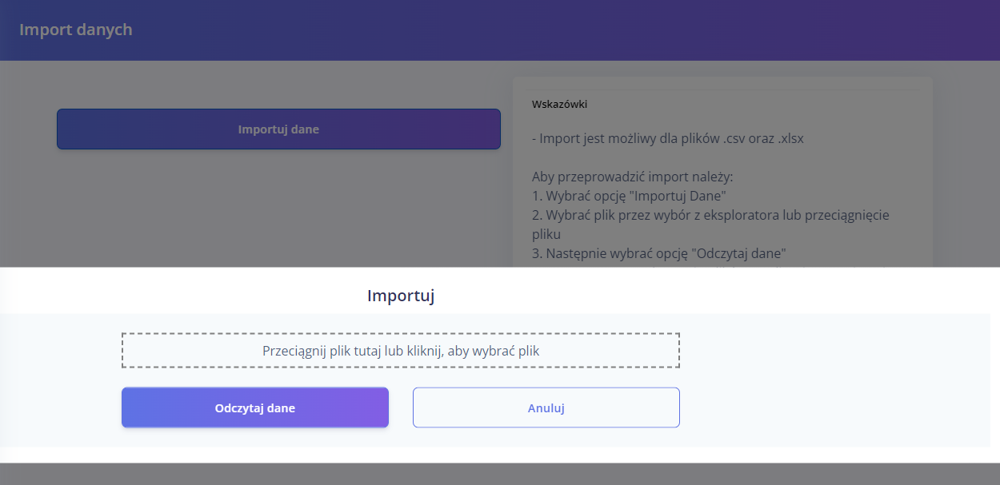 Import danych
Importuj dane
Wskazówki
- Import jest możliwy dla plików .csv oraz .xlsx
Aby przeprowadzić import należy:
1. Wybrać opcję "Importuj Dane"
2. Wybrać plik przez wybór z eksploratora lub przeciągnięcie
pliku
3. Następnie wybrać opcję "Odczytaj dane"
Importuj
Przeciągnij plik tutaj lub kliknij, aby wybrać plik
Odczytaj dane
Anuluj